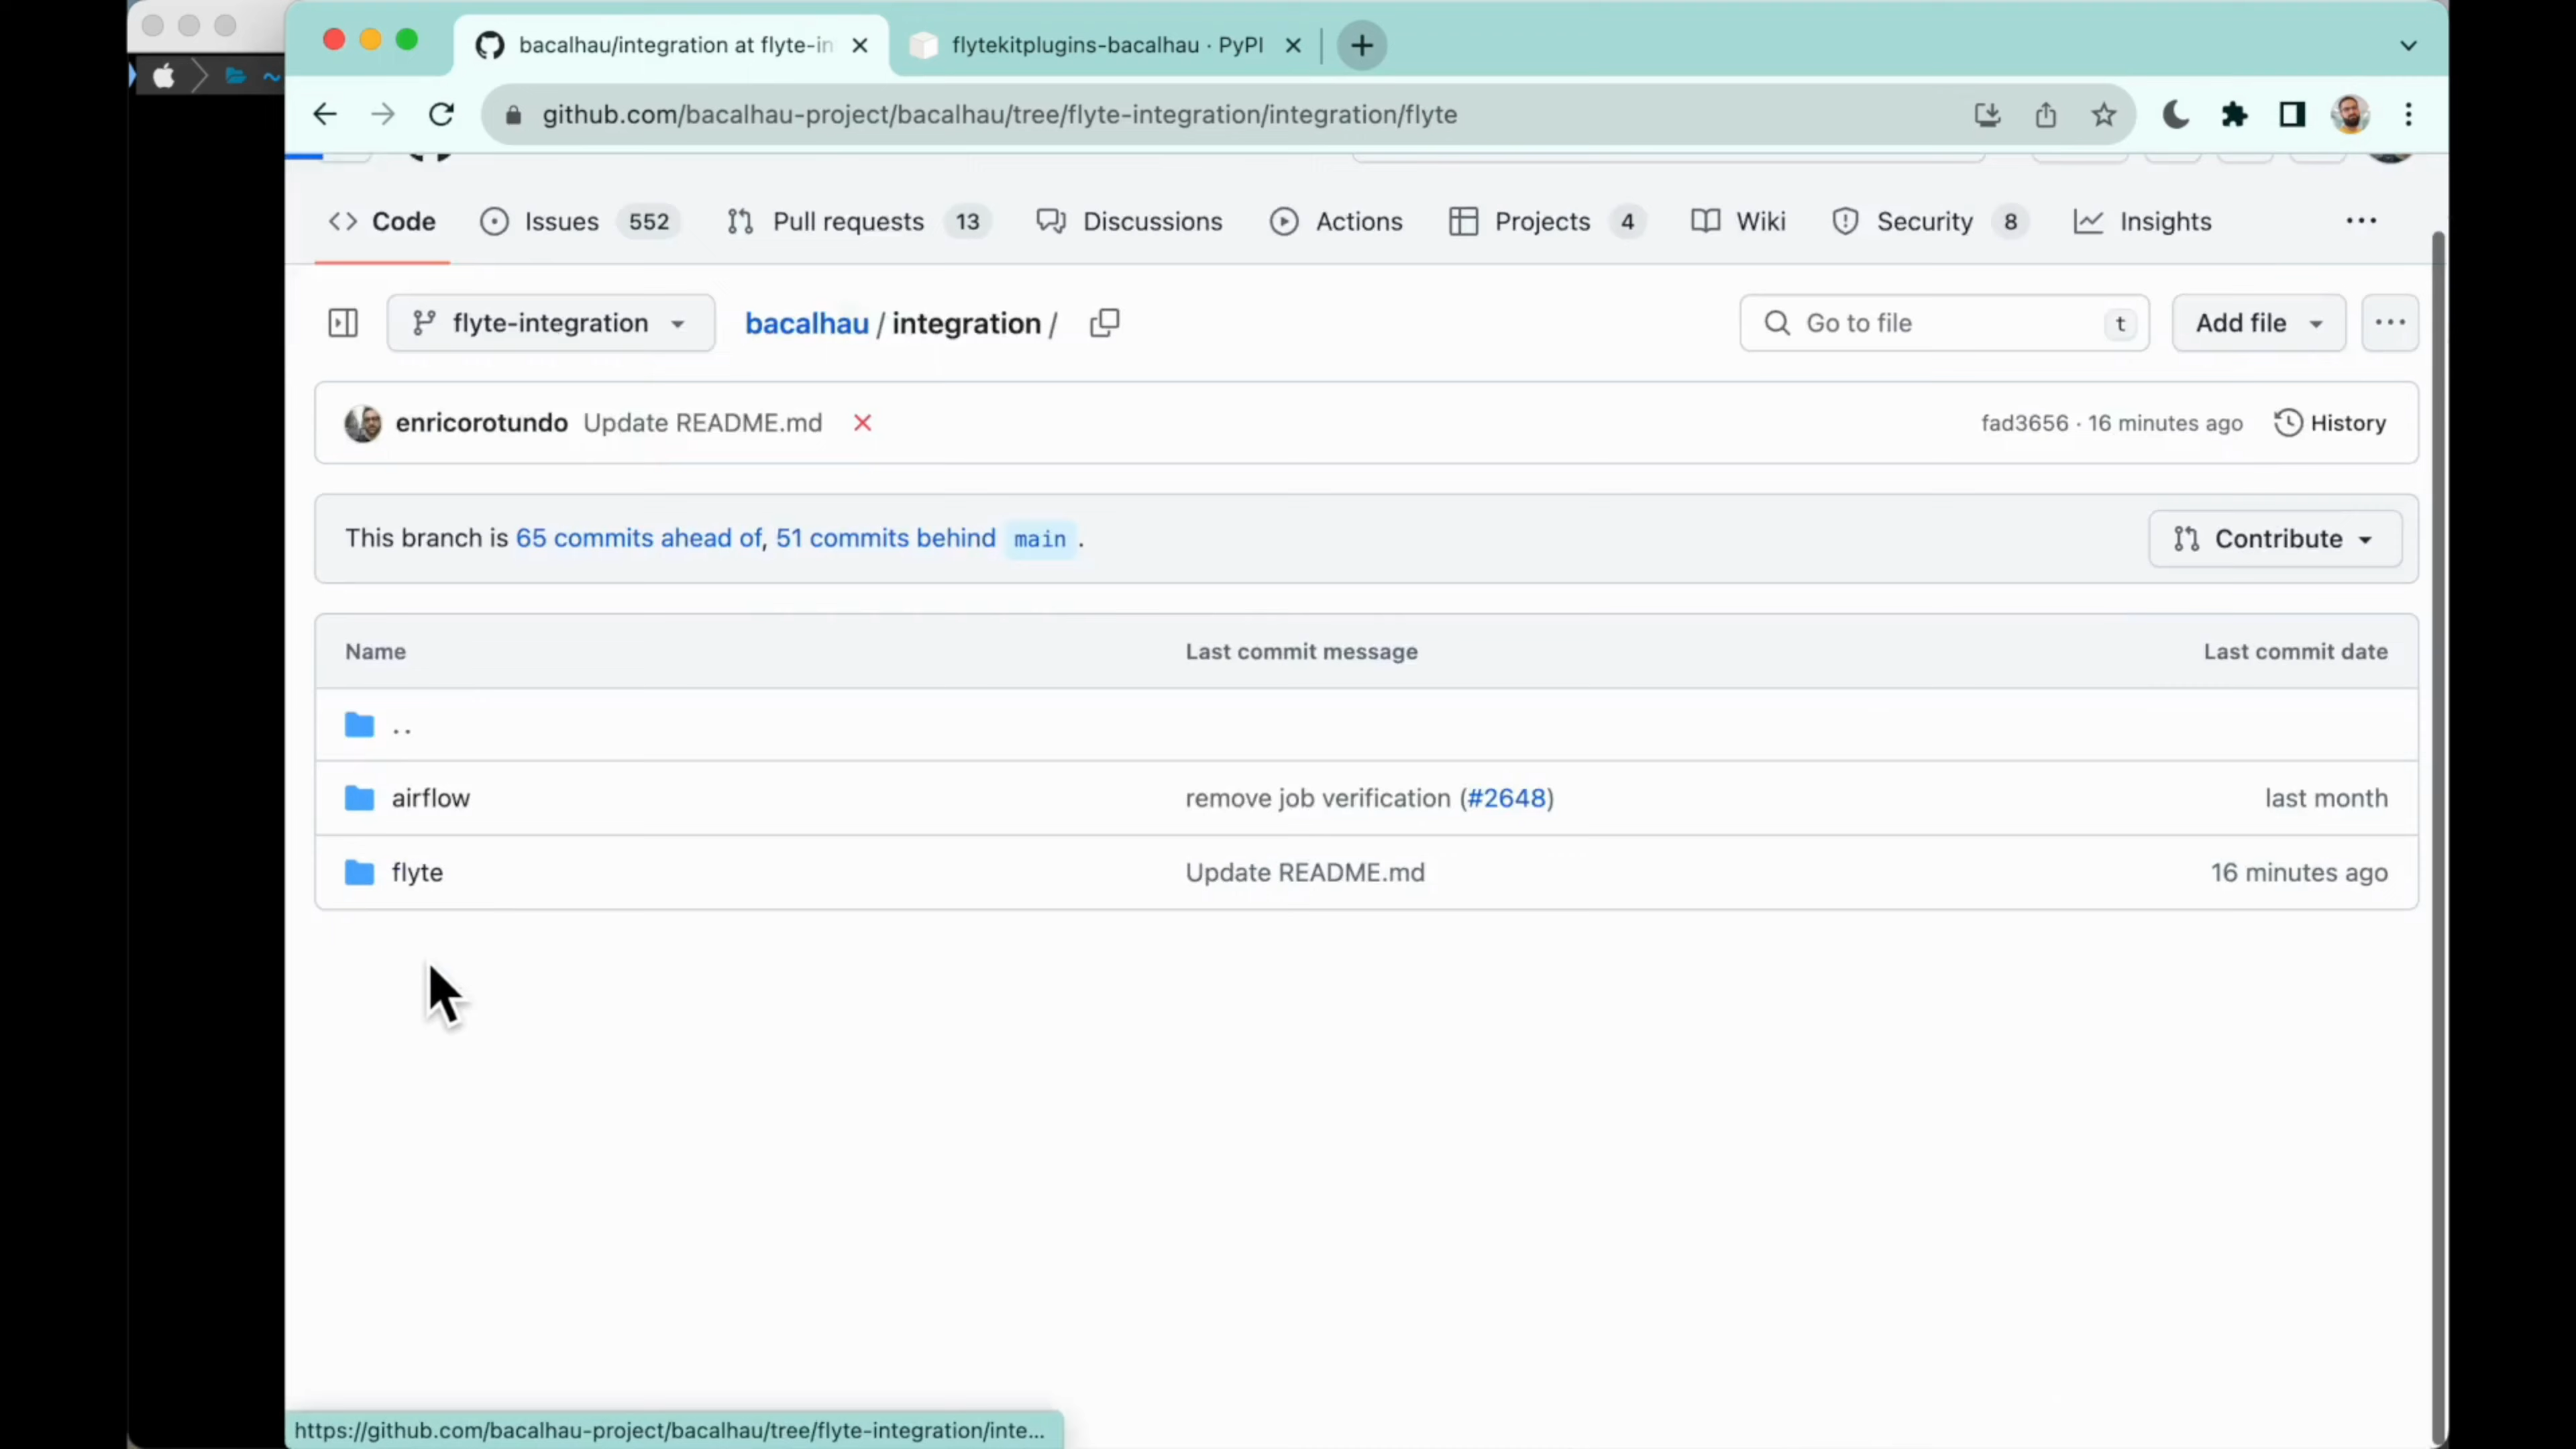 bacalhau/integration at flyte-in
flytekitplugins-bacalhau · PyPI
github.com/bacalhau-project/bacalhau/tree/flyte-integration/integration/flyte
Code
Issues 552
Pull requests 13
Discussions
Actions
Projects 4
Wiki
Security 8
Insights
flyte-integration
bacalhau / integration /
Go to file t
Add file
enricorotundo Update README.md
fad3656 · 16 minutes ago
History
This branch is 65 commits ahead of, 51 commits behind main .
Contribute
Name Last commit message Last commit date
..
airflow remove job verification (#2648) last month
flyte Update README.md 16 minutes ago
https://github.com/bacalhau-project/bacalhau/tree/flyte-integration/inte...